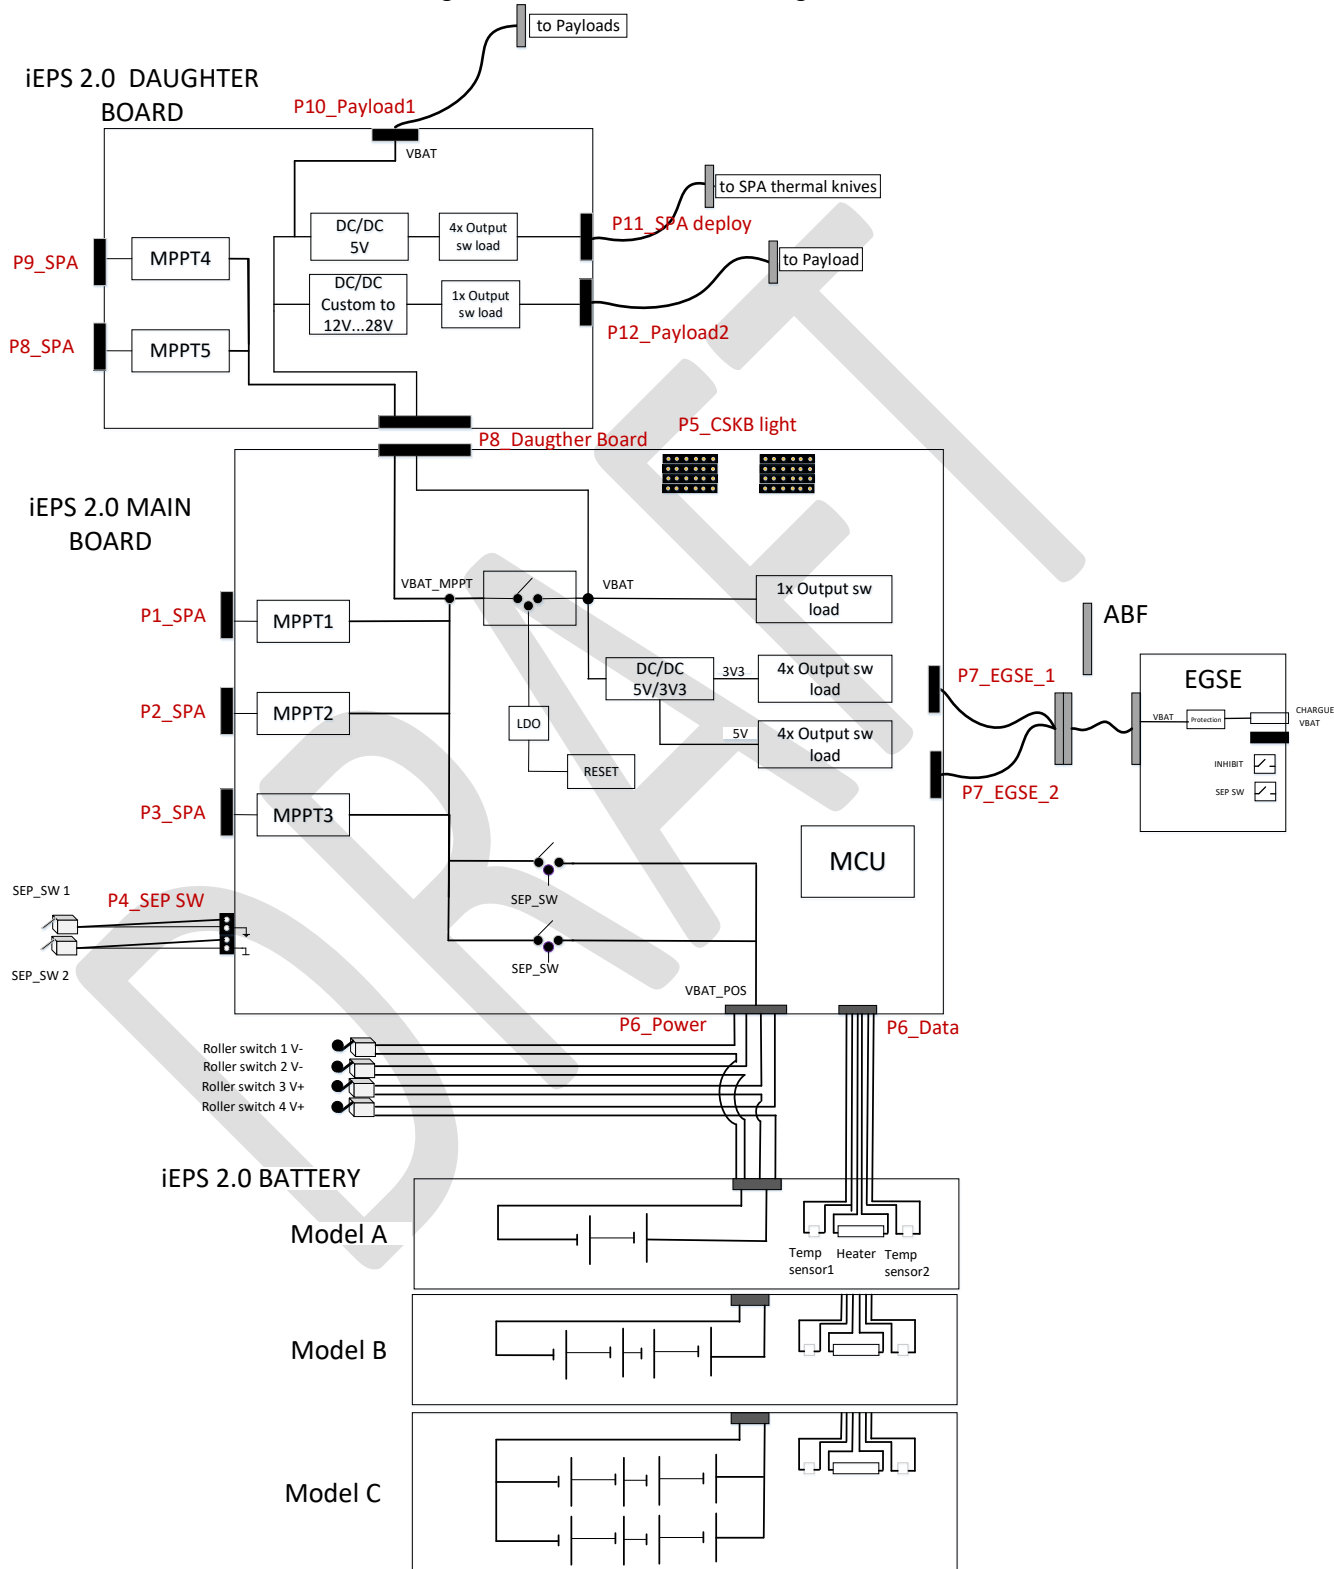 to Payloads
iEPS 2.0 DAUGHTER
BOARD
P10_Payload1
VBAT
to SPA thermal knives
DC/DC
5V
4x Output
sw load
P11_SPA deploy
P9_SPA
MPPT4
to Payload
DC/DC
Custom to
12V...28V
1x Output
sw load
P12_Payload2
P8_SPA
MPPT5
P5_CSKB light
P8_Daugther Board
iEPS 2.0 MAIN
BOARD
VBAT_MPPT
VBAT
1x Output sw
load
P1_SPA
MPPT1
ABF
DC/DC
5V/3V3
3V3
4x Output sw
load
P7_EGSE_1
EGSE
P2_SPA
MPPT2
LDO
5V
4x Output sw
load
VBAT
Protection
CHARGUE
VBAT
RESET
INHIBIT
P7_EGSE_2
SEP SW
P3_SPA
MPPT3
MCU
SEP_SW 1
P4_SEP SW
SEP_SW
SEP_SW 2
SEP_SW
VBAT_POS
P6_Power
P6_Data
Roller switch 1 V-
Roller switch 2 V-
Roller switch 3 V+
Roller switch 4 V+
iEPS 2.0 BATTERY
Model A
Temp
sensor1
Heater
Temp
sensor2
Model B
Model C
DRAFT